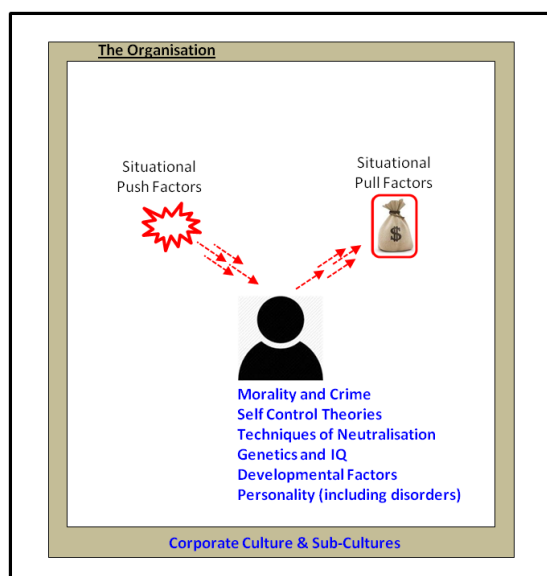 The Organisation
Situational
Push Factors
Situational
Pull Factors
$
Morality and Crime
Self Control Theories
Techniques of Neutralisation
Genetics and IQ
Developmental Factors
Personality (including disorders)
Corporate Culture & Sub-Cultures